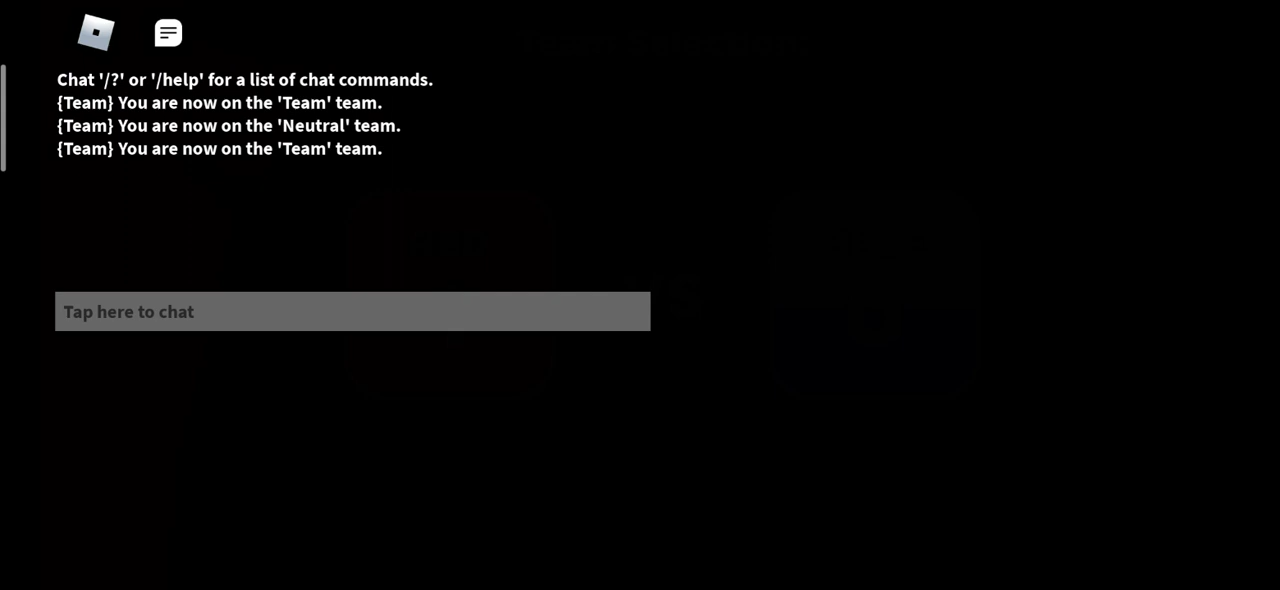 Chat '/?' or '/help' for a list of chat commands.
{Team} You are now on the 'Team' team.
{Team} You are now on the 'Neutral' team.
{Team} You are now on the 'Team' team.
Tap here to chat